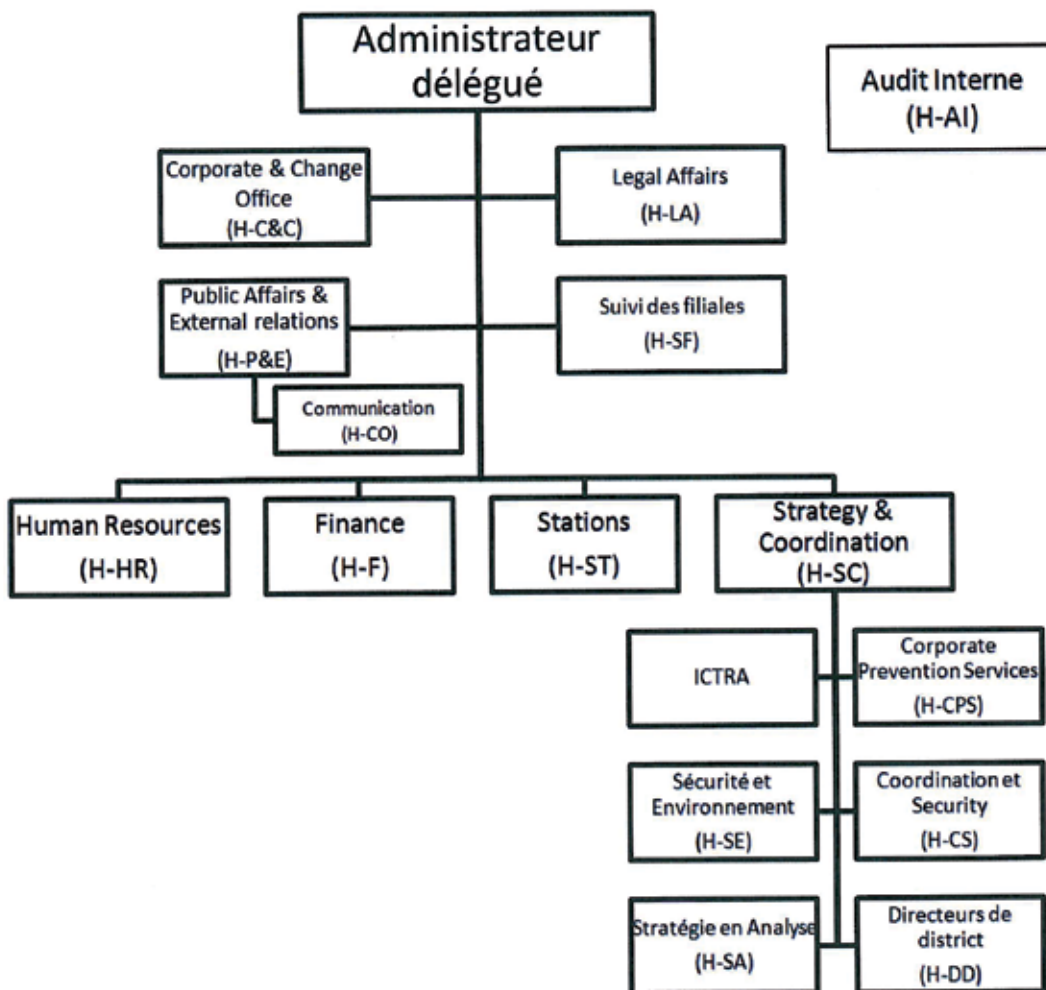 Administrateur
délégué
Audit Interne
(H-AI)
Corporate & Change
Office
(H-C&C)
Legal Affairs
(H-LA)
Public Affairs &
External relations
(H-P&E)
Suivi des filiales
(H-SF)
Communication
(H-CO)
Human Resources
(H-HR)
Finance
(H-F)
Stations
(H-ST)
Strategy &
Coordination
(H-SC)
ICTRA
Corporate
Prevention Services
(H-CPS)
Sécurité et
Environnement
(H-SE)
Coordination et
Security
(H-CS)
Stratégie en Analyse
(H-SA)
Directeurs de
district
(H-DD)